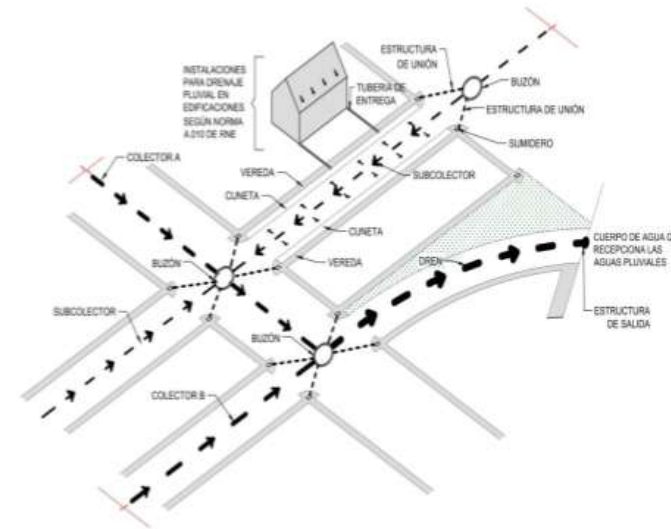 INSTALACIONES
PARA DRENAJE
PLUVIAL EN
EDIFICACIONES
SEGÚN NORMA
A.010 DE RNE
TUBERIA DE
ENTREGA
ESTRUCTURA
DE UNIÓN
BUZÓN
ESTRUCTURA DE UNIÓN
SUMIDERO
COLECTOR A
VEREDA
SUBCOLECTOR
CUNETA
CUNETA
VEREDA
BUZÓN
CUERPO DE AGUA Q
RECEPCIONA LAS
AGUAS PLUVIALES
DREN
SUBCOLECTOR
ESTRUCTURA
DE SALIDA
BUZÓN
COLECTOR B